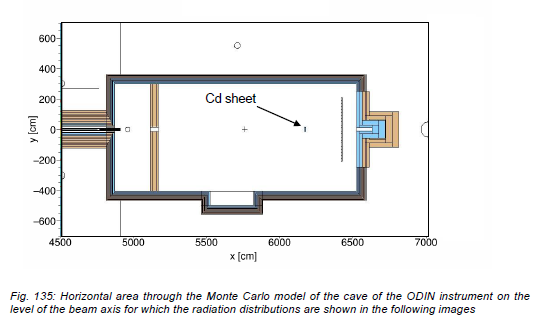 600
400
200
0
−200
−400
−600
y [cm]
Cd sheet
4500 5000 5500 6000 6500 7000
x [cm]
Fig. 135: Horizontal area through the Monte Carlo model of the cave of the ODIN instrument on the
level of the beam axis for which the radiation distributions are shown in the following images